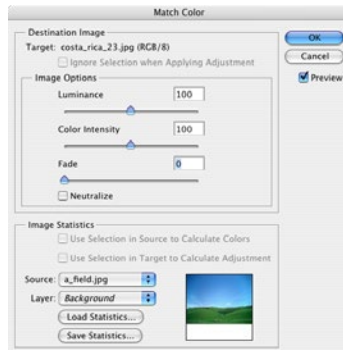 Match Color
Destination Image
Target: costa_rica_23.jpg (RGB/8)
Ignore Selection when Applying Adjustment
Image Options
Luminance 100
Color Intensity 100
Fade 0
Neutralize
OK
Cancel
Preview
Image Statistics
Use Selection in Source to Calculate Colors
Use Selection in Target to Calculate Adjustment
Source: a_field.jpg
Layer: Background
Load Statistics...
Save Statistics...